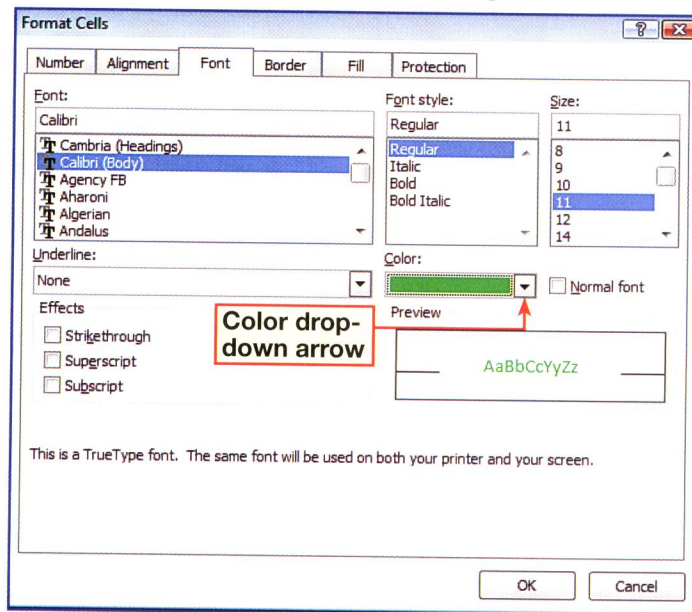 Format Cells
Number Alignment Font Border Fill Protection
Font: Font style: Size:
Calibri Regular 11
Cambria (Headings) Regular 8
Calibri (Body) Italic 9
Agency FB Bold 10
Aharoni Bold Italic 11
Algerian 12
Andalus 14
Underline: Color:
None Normal font
Effects Preview
Color drop-
down arrow
Strikethrough
Superscript
Subscript
AaBbCcYyZz
This is a TrueType font. The same font will be used on both your printer and your screen.
OK Cancel